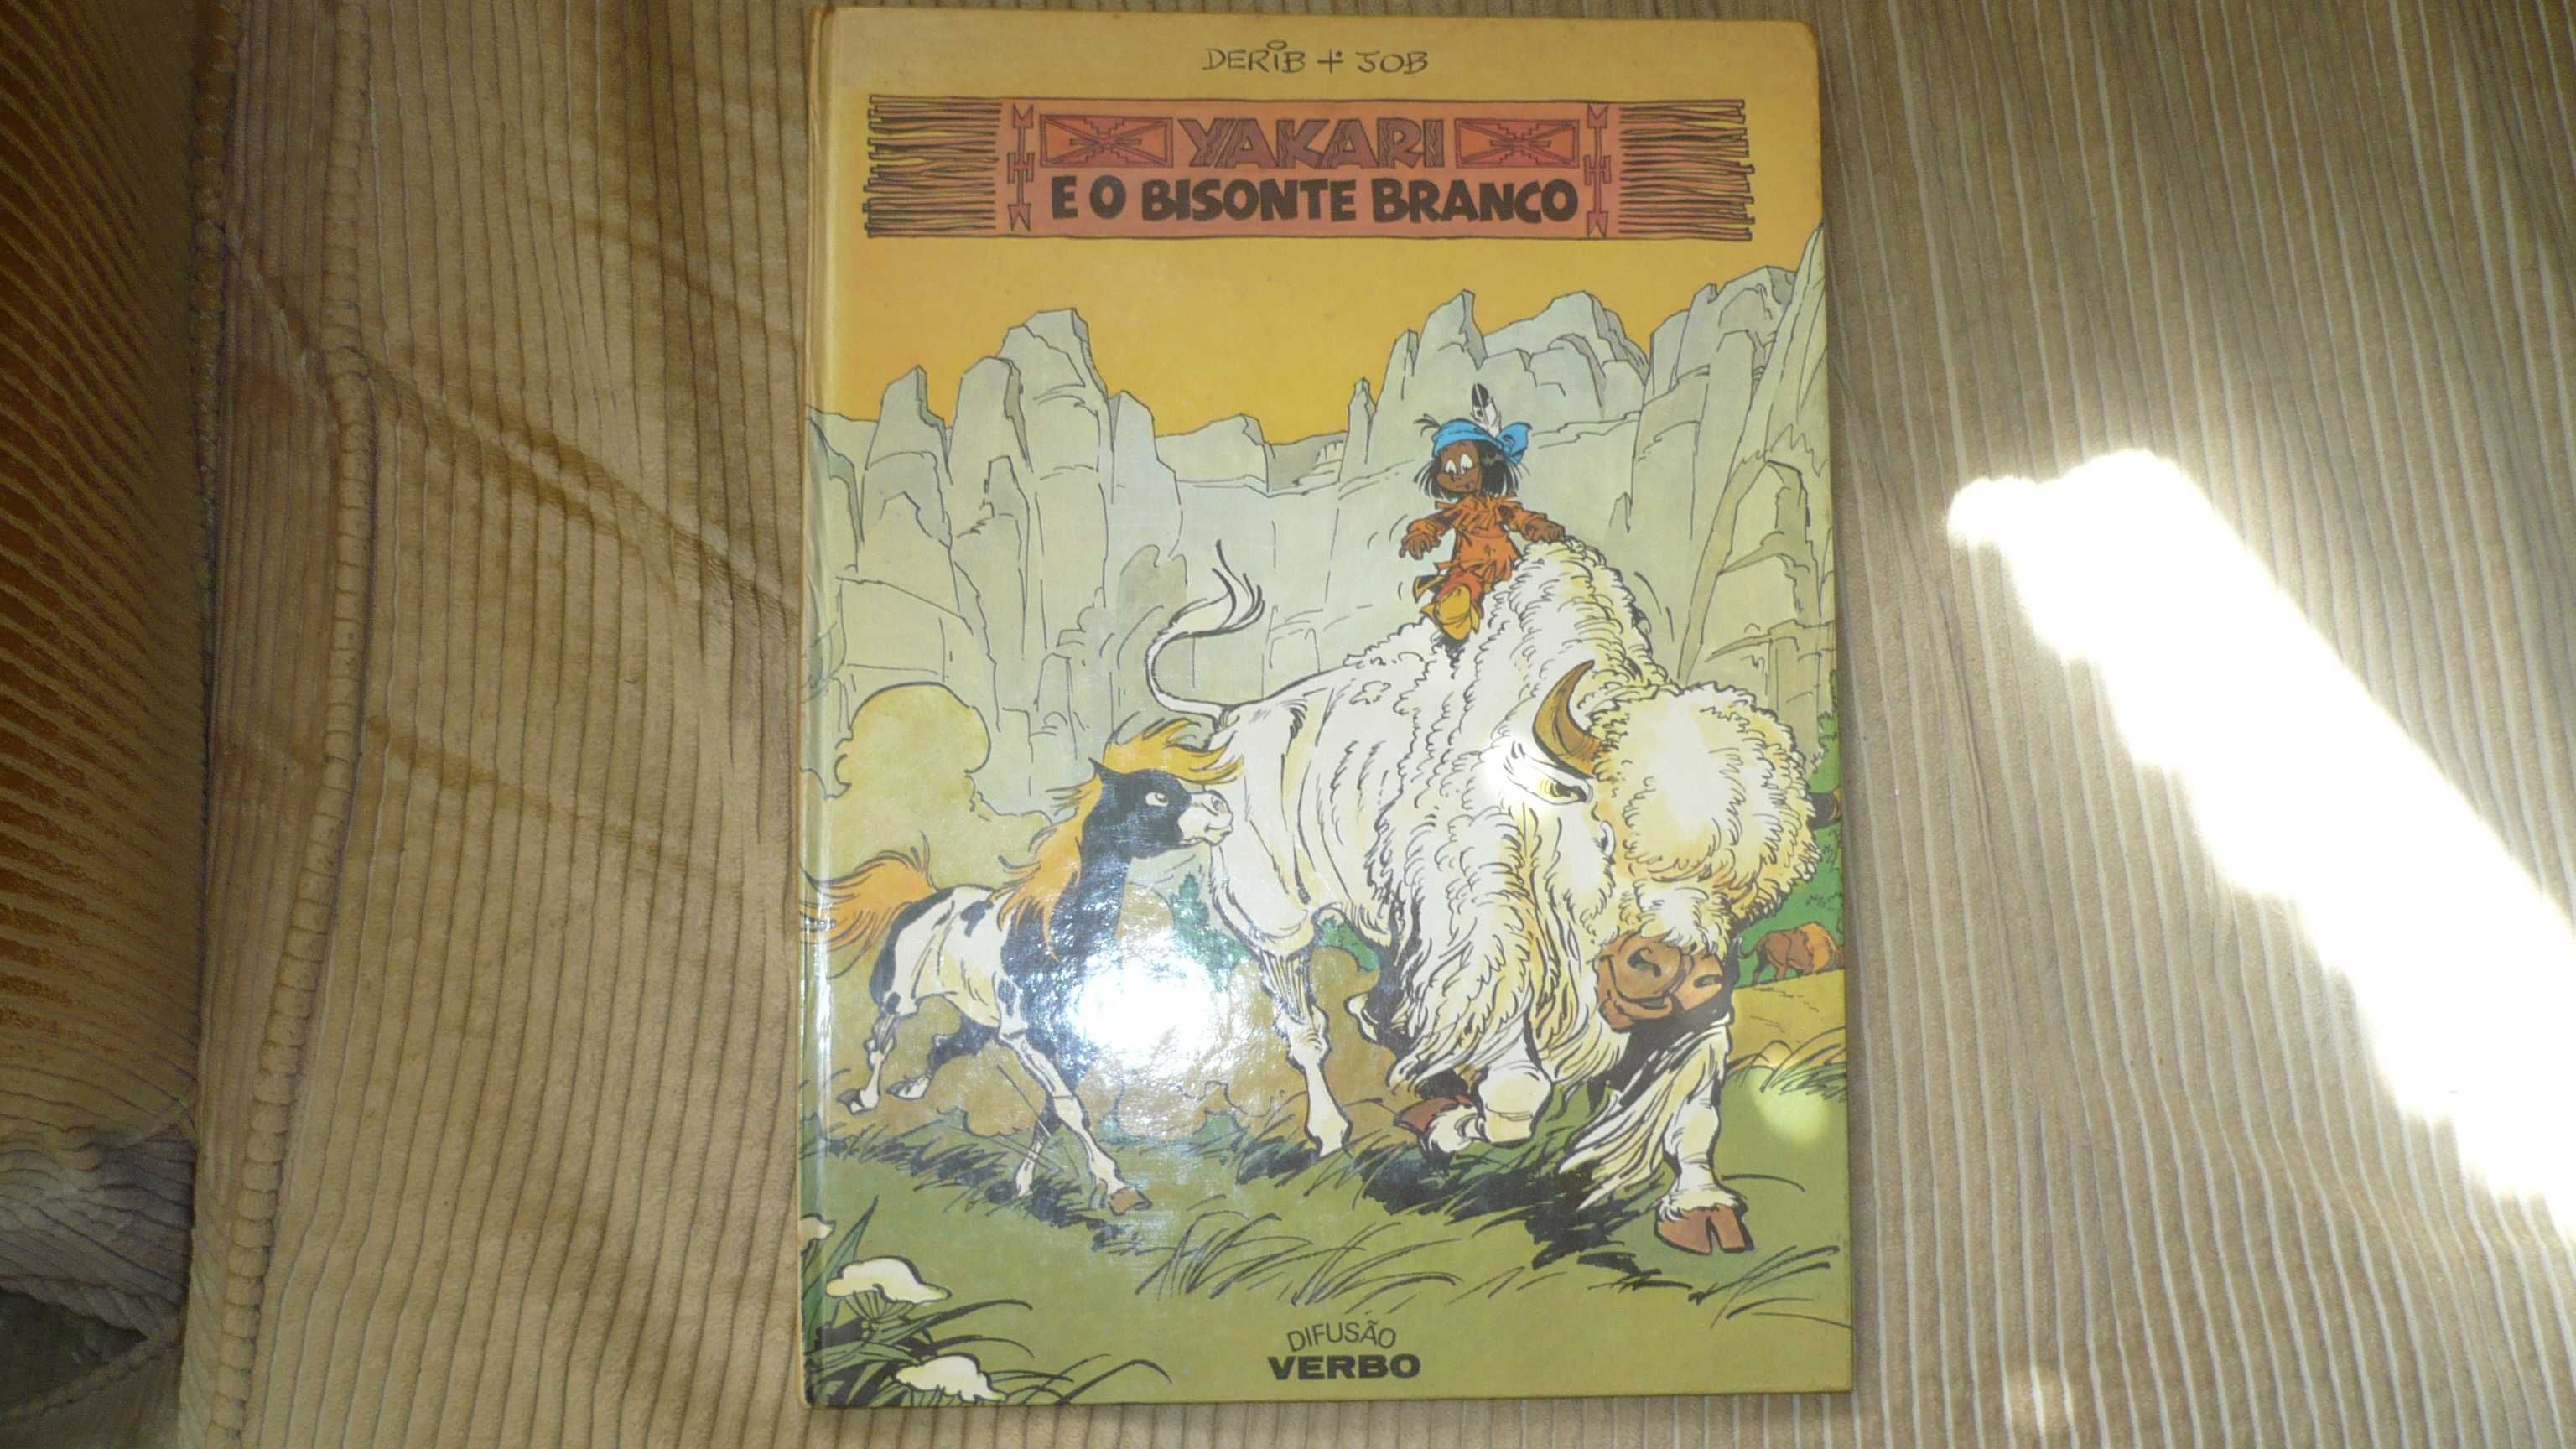 DERIB + JOB
YAKARI
E O BISONTE BRANCO
DIFUSÃO
VERBO